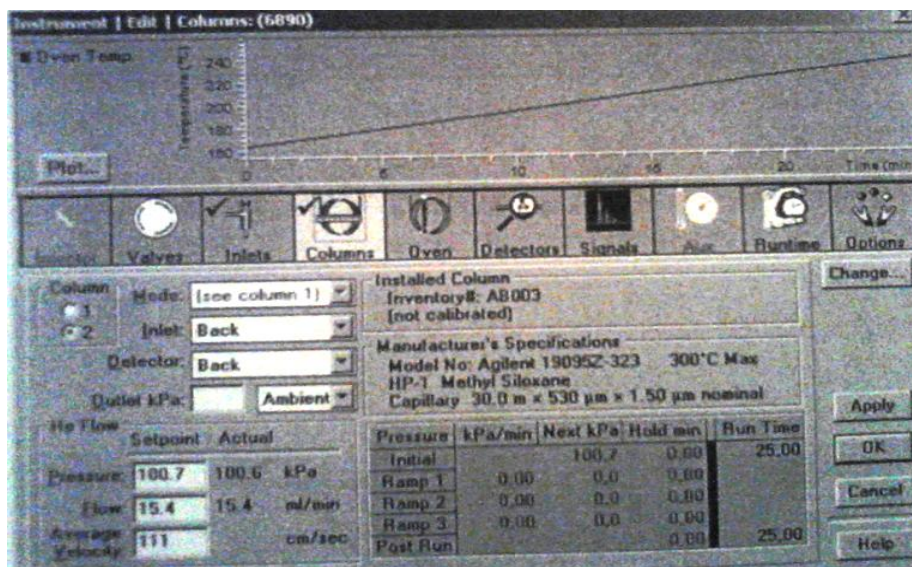 Instrument | Edit | Columns: (6890)
Oven Temp
Temperature (°C)
240
220
200
180
160
0 5 10 15 20 Time (min)
Plot...
Injector Valves Inlets Columns Oven Detectors Signals Aux Runtime Options
Column
1
2
Mode: (see column 1)
Inlet: Back
Detector: Back
Outlet kPa: Ambient
Installed Column
Inventory#: AB003
(not calibrated)
Change...
Manufacturer's Specifications
Model No: Agilent 19095Z-323 300°C Max
HP-1 Methyl Siloxane
Capillary 30.0 m × 530 µm × 1.50 µm nominal
He Flow
Setpoint Actual
Pressure: 100.7 100.6 kPa
Flow: 15.4 15.4 ml/min
Average Velocity: 111 cm/sec
Pressure kPa/min Next kPa Hold min Run Time
Initial 100.7 0.00 25.00
Ramp 1 0.00 0.0 0.00
Ramp 2 0.00 0.0 0.00
Ramp 3 0.00 0.0 0.00
Post Run 0.00 25.00
Apply
OK
Cancel
Help